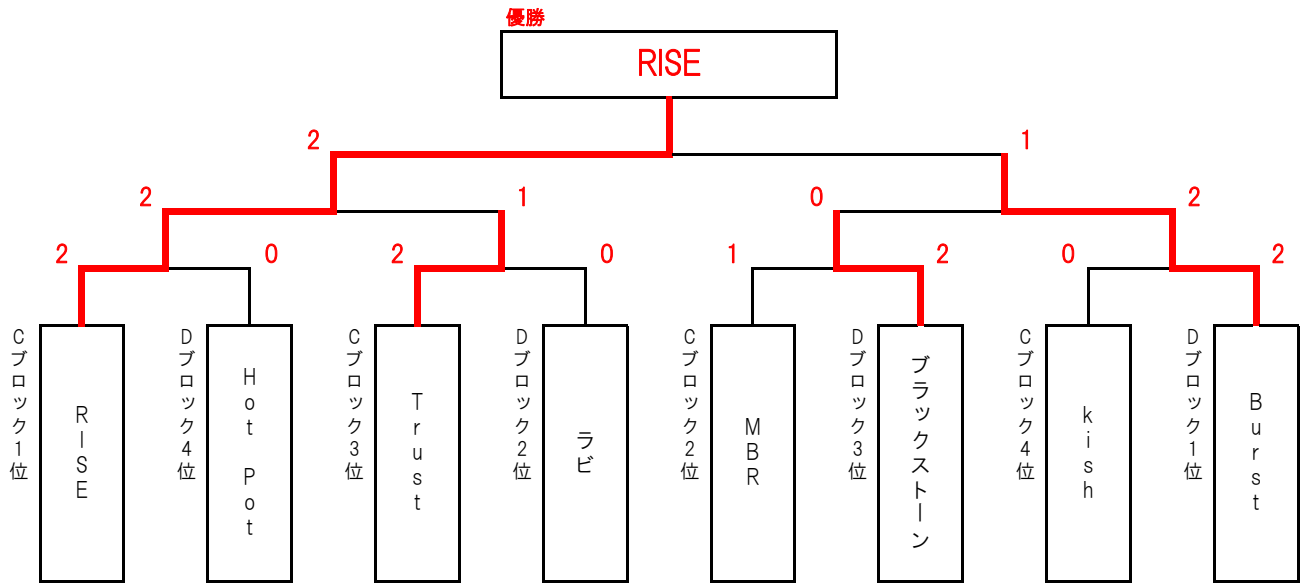 優勝
RISE
2
1
2
1
0
2
2
0
2
0
1
2
0
2
Cブロック1位
RISE
Dブロック4位
Hot Pot
Cブロック3位
Trust
Dブロック2位
ラビ
Cブロック2位
MBR
Dブロック3位
ブラックストーン
Cブロック4位
kish
Dブロック1位
Burst